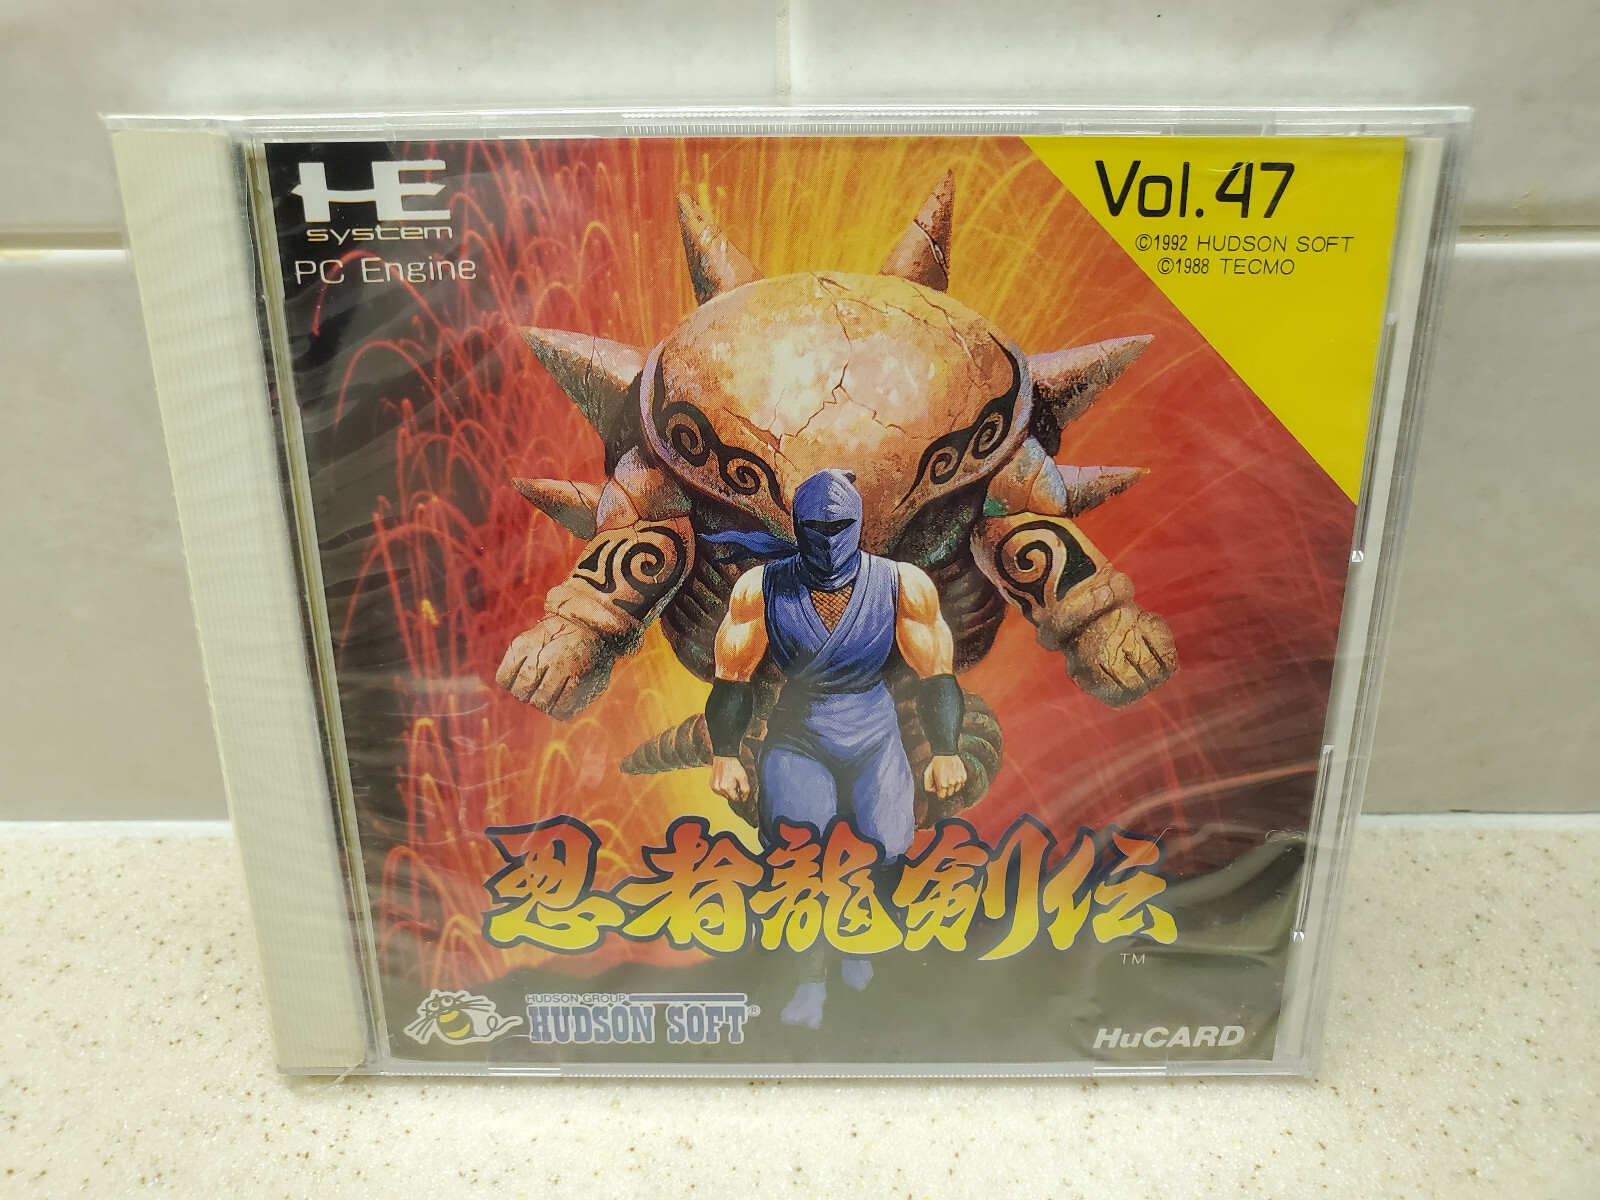 HE
system
PC Engine
Vol.47
©1992 HUDSON SOFT
©1988 TECMO
忍者龍剣伝
TM
HUDSON GROUP
HUDSON SOFT®
HuCARD